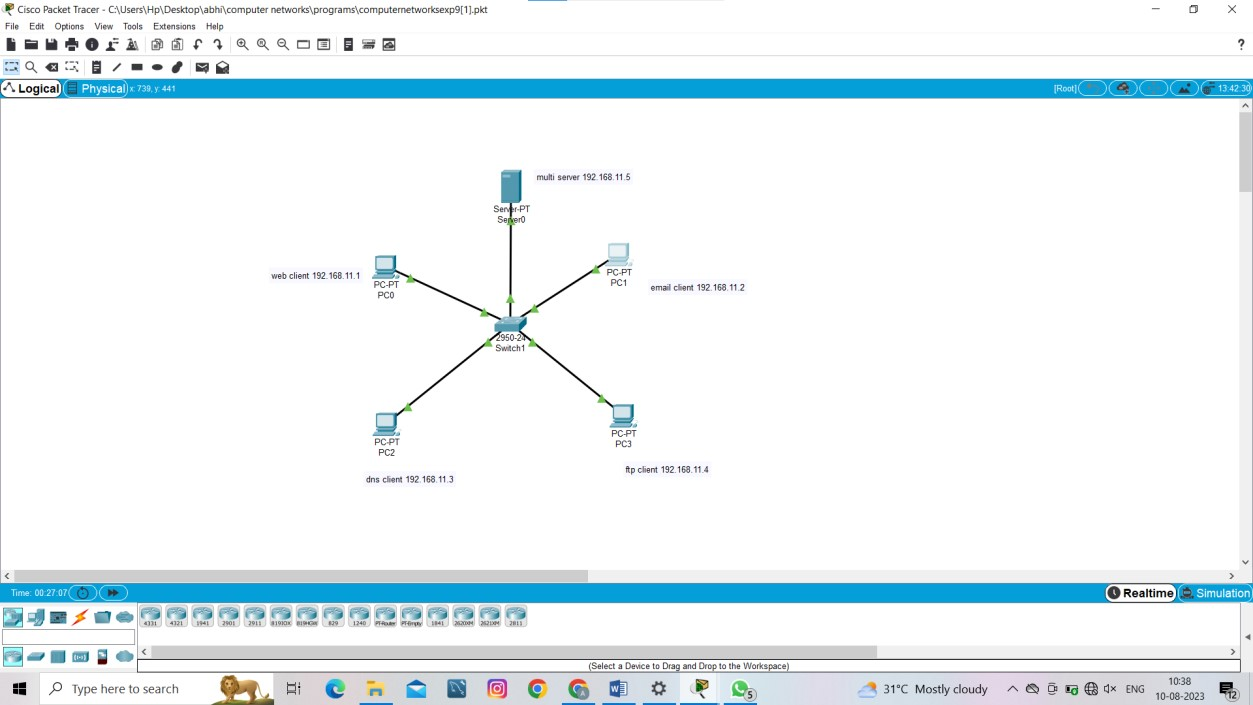 Cisco Packet Tracer - C:\Users\Hp\Desktop\abhi\computer networks\programs\computernetworksexp9[1].pkt
File Edit Options View Tools Extensions Help
?
Logical Physical x: 739, y: 441 [Root] 13:42:30
multi server 192.168.11.5
Server-PT
Server0
web client 192.168.11.1
PC-PT
PC0
PC-PT
PC1
email client 192.168.11.2
2950-24
Switch1
PC-PT
PC2
PC-PT
PC3
ftp client 192.168.11.4
dns client 192.168.11.3
Time: 00:27:07 Realtime Simulation
4331 4321 1941 2901 2911 819IOX 819HGW 829 1240 PT-Router PT-Empty 1841 2620XM 2621XM 2811
(Select a Device to Drag and Drop to the Workspace)
Type here to search
5
31°C Mostly cloudy
ENG
10:38
10-08-2023
12